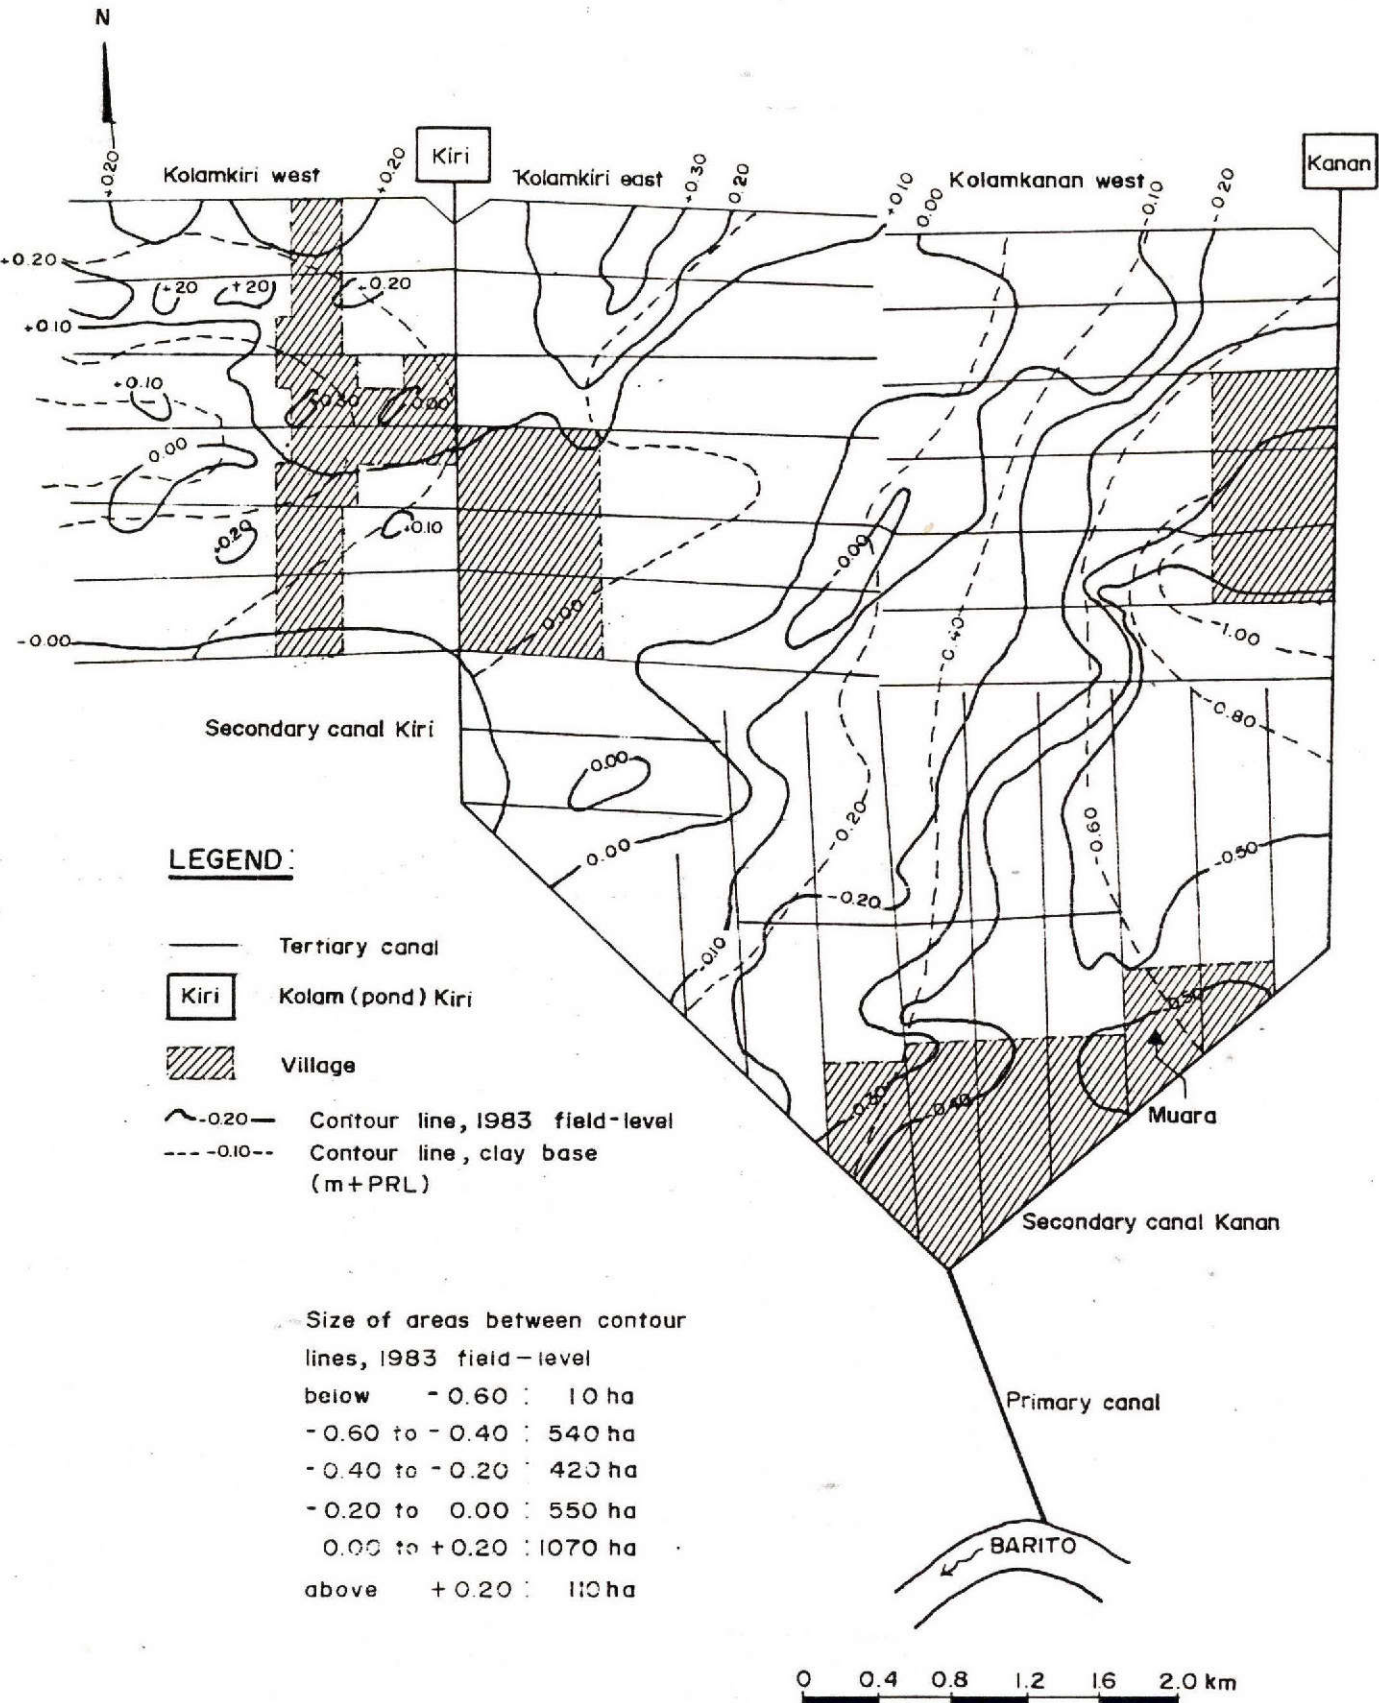 N
Kiri
Kanan
Kolamkiri west
Kolamkiri east
Kolamkanan west
+0.20
+0.20
+0.30
0.20
+0.10
0.00
-0.10
-0.20
+0.20
+20
+20
+0.20
+0.10
+0.10
+0.30
0.00
0.00
+0.20
+0.10
-0.00
0.00
-0.00
0.40
-1.00
-0.80
Secondary canal Kiri
0.00
0.00
-0.20
0.60
-0.50
-0.20
-0.10
0.50
-0.30
-0.40
LEGEND:
Tertiary canal
Kiri
Kolam (pond) Kiri
Village
Muara
-0.20
Contour line, 1983 field-level
-0.10
Contour line, clay base
(m+PRL)
Secondary canal Kanan
Size of areas between contour
lines, 1983 field-level
below -0.60 : 10 ha
-0.60 to -0.40 : 540 ha
-0.40 to -0.20 : 420 ha
-0.20 to 0.00 : 550 ha
0.00 to +0.20 : 1070 ha
above +0.20 : 110 ha
Primary canal
BARITO
0 0.4 0.8 1.2 1.6 2.0 km